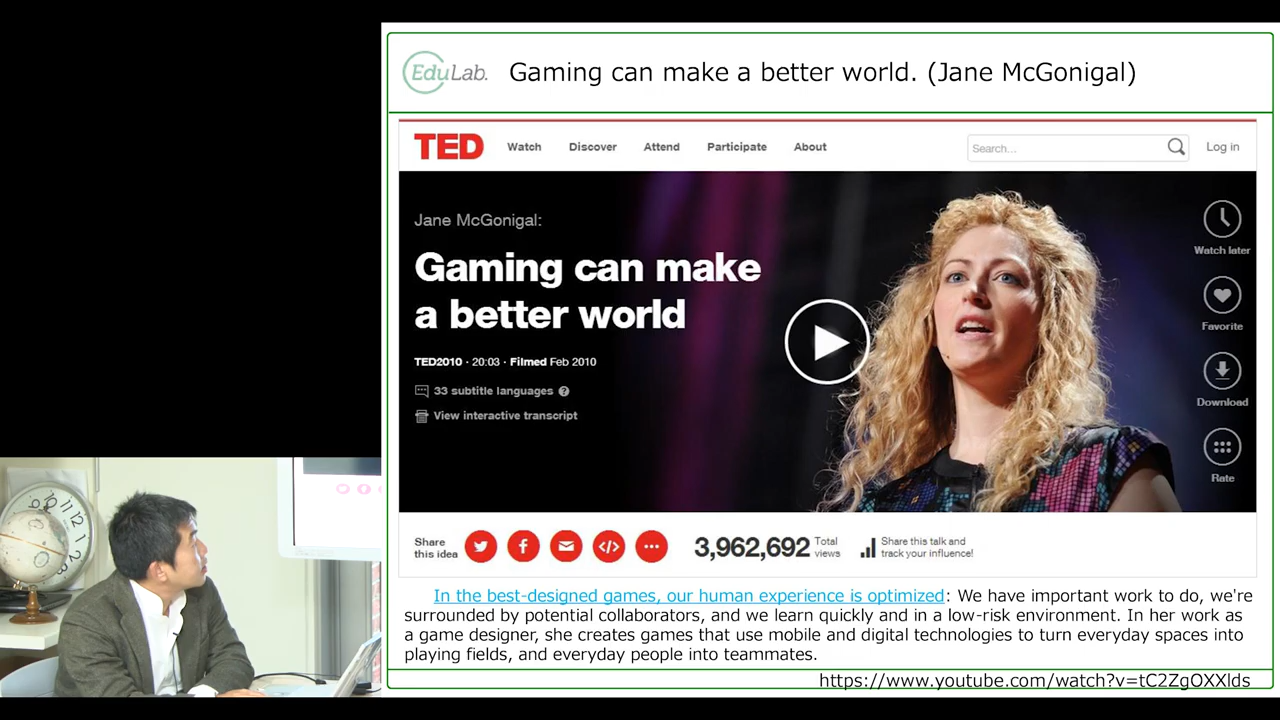 EduLab.
Gaming can make a better world. (Jane McGonigal)
TED Watch Discover Attend Participate About Search... Log in
Jane McGonigal:
Gaming can make
a better world
TED2010 · 20:03 · Filmed Feb 2010
33 subtitle languages ?
View interactive transcript
Watch later
Favorite
Download
Rate
Share
this idea
3,962,692 Total
views
Share this talk and
track your influence!
In the best-designed games, our human experience is optimized: We have important work to do, we're
surrounded by potential collaborators, and we learn quickly and in a low-risk environment. In her work as
a game designer, she creates games that use mobile and digital technologies to turn everyday spaces into
playing fields, and everyday people into teammates.
https://www.youtube.com/watch?v=tC2ZgOXXlds
10 11 12 1 2